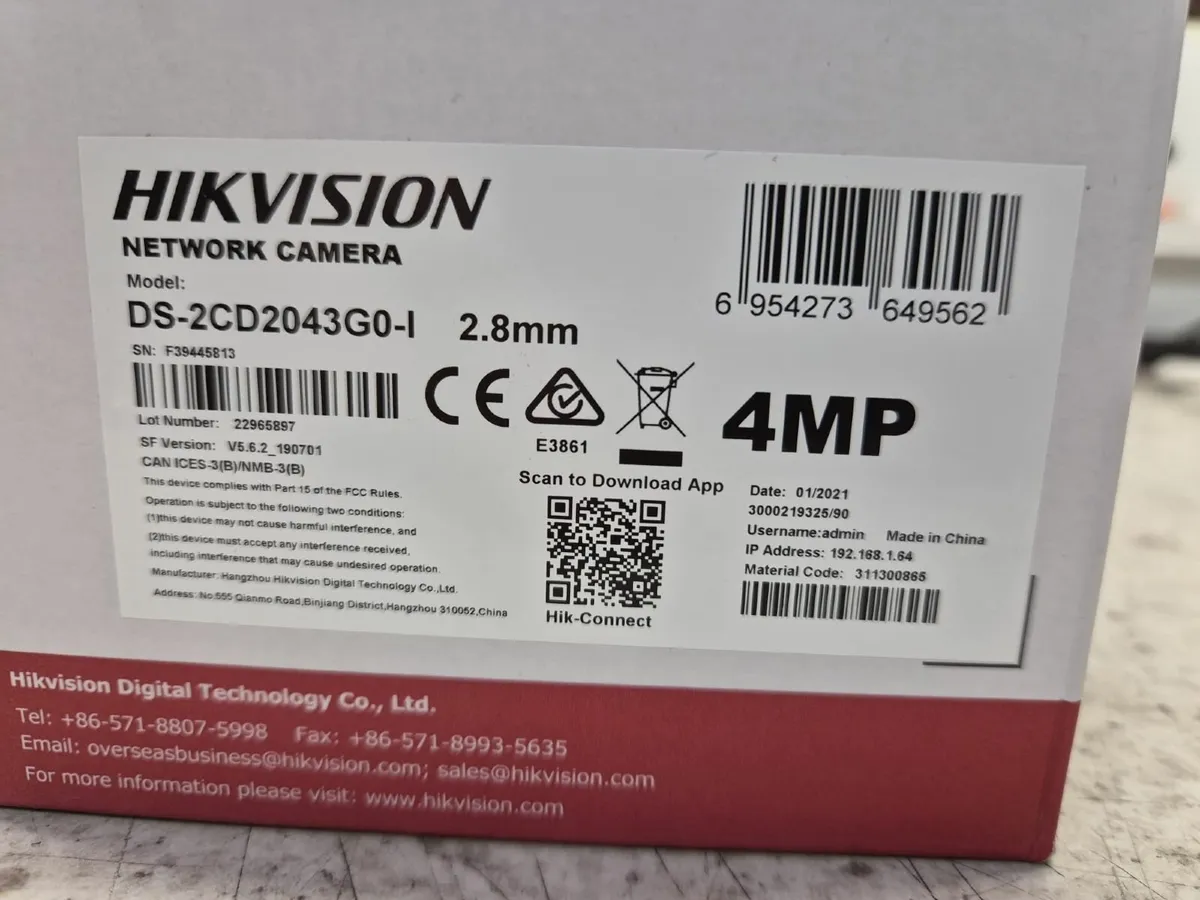 HIKVISION
NETWORK CAMERA
Model:
DS-2CD2043G0-I 2.8mm
SN: F39445813
Lot Number: 22965897
SF Version: V5.6.2_190701
CAN ICES-3(B)/NMB-3(B)
This device complies with Part 15 of the FCC Rules.
Operation is subject to the following two conditions:
(1)this device may not cause harmful interference, and
(2)this device must accept any interference received,
including interference that may cause undesired operation.
Manufacturer: Hangzhou Hikvision Digital Technology Co.,Ltd.
Address: No.555 Qianmo Road,Binjiang District,Hangzhou 310052,China
CE
E3861
Scan to Download App
Hik-Connect
6 954273 649562
4MP
Date: 01/2021
3000219325/90
Username:admin Made in China
IP Address: 192.168.1.64
Material Code: 311300865
Hikvision Digital Technology Co., Ltd.
Tel: +86-571-8807-5998 Fax: +86-571-8993-5635
Email: overseasbusiness@hikvision.com; sales@hikvision.com
For more information please visit: www.hikvision.com